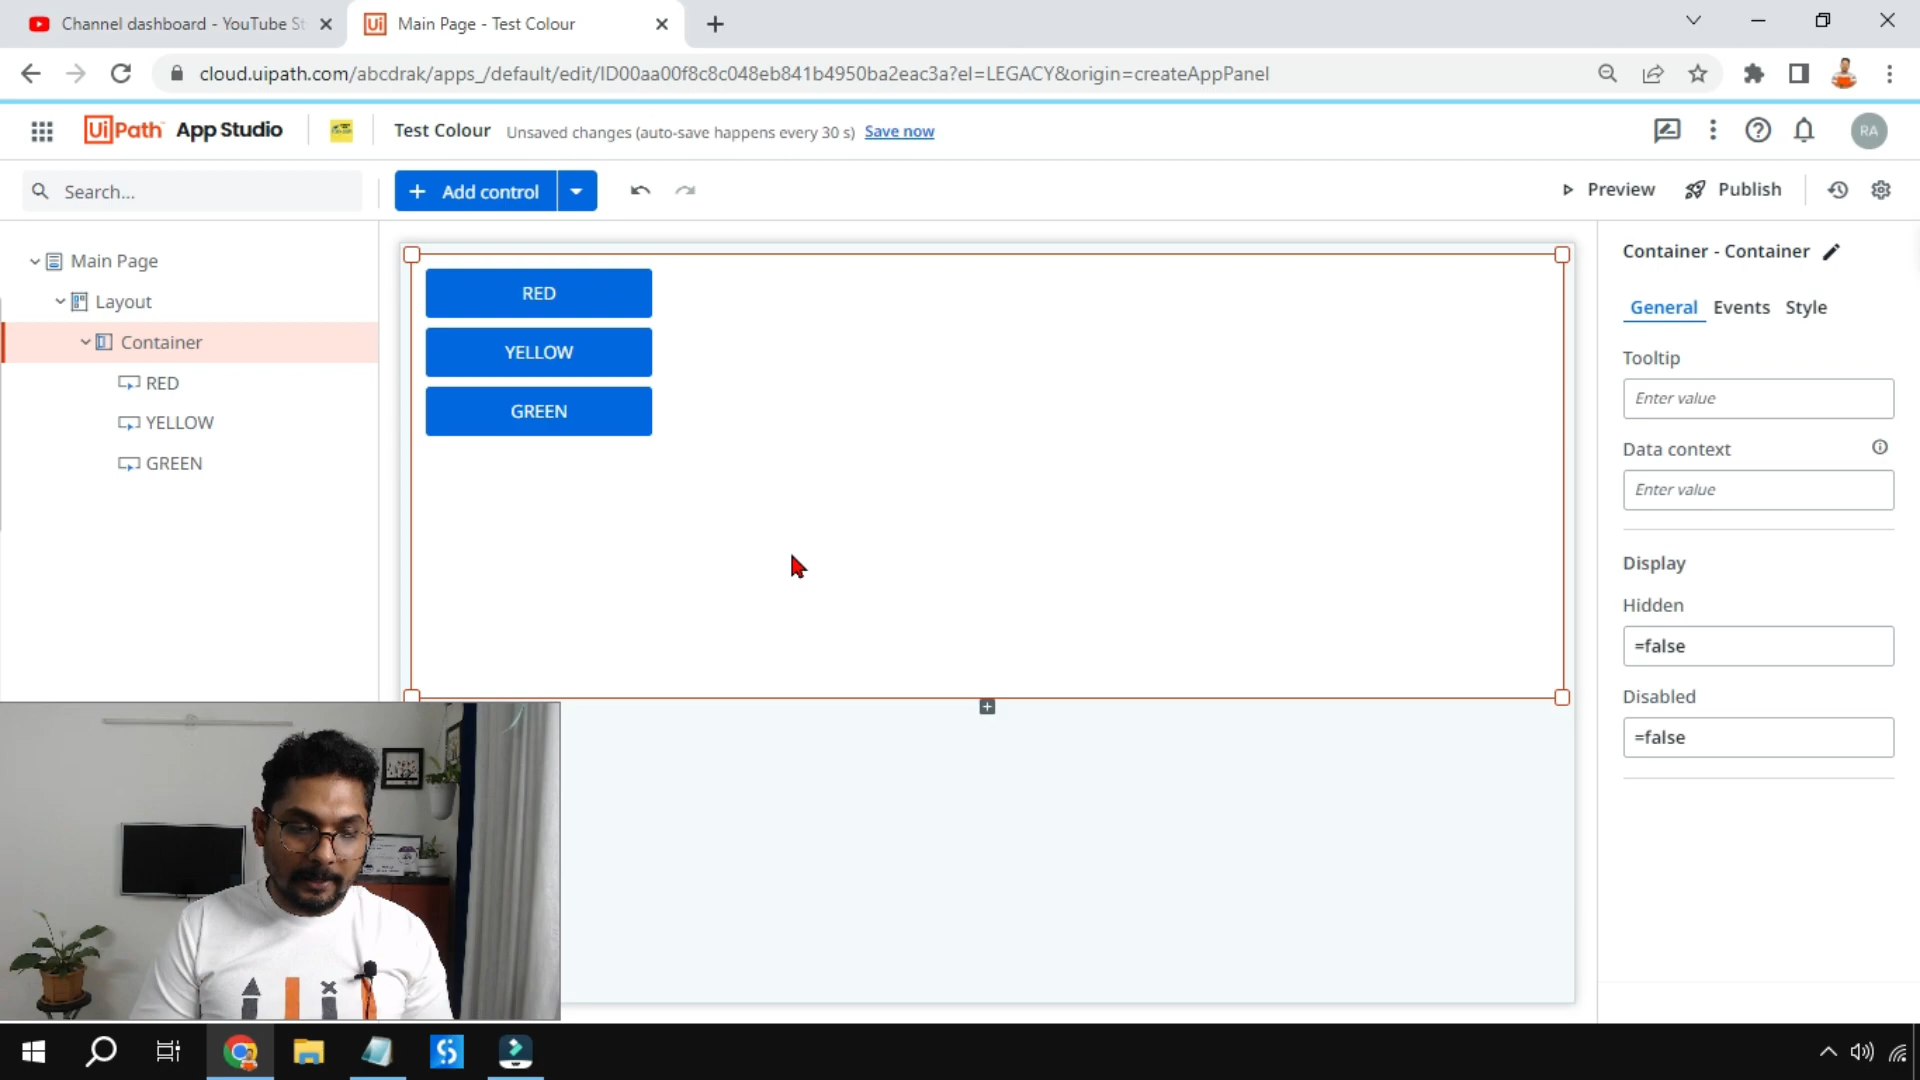 Channel dashboard - YouTube St
Main Page - Test Colour
cloud.uipath.com/abcdrak/apps_/default/edit/ID00aa00f8c8c048eb841b4950ba2eac3a?el=LEGACY&origin=createAppPanel
UiPath App Studio
Test Colour
Unsaved changes (auto-save happens every 30 s) Save now
RA
Search...
Add control
Preview
Publish
Main Page
Layout
Container
RED
YELLOW
GREEN
RED
YELLOW
GREEN
Container - Container
General Events Style
Tooltip
Enter value
Data context
Enter value
Display
Hidden
=false
Disabled
=false